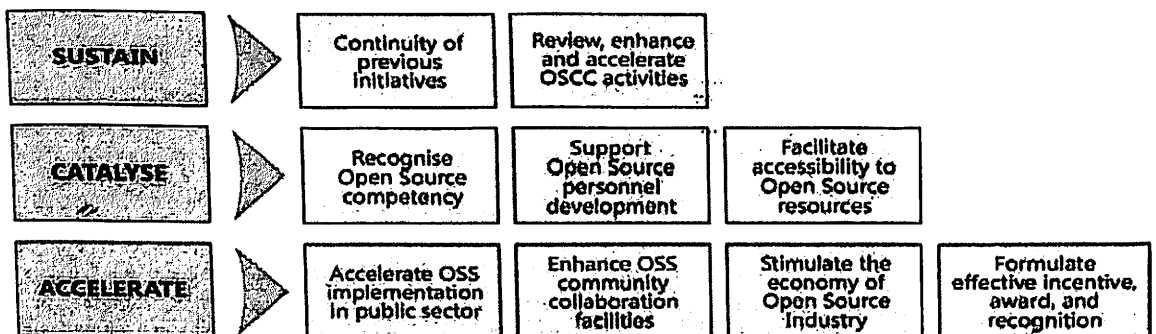 SUSTAIN
Continuity of
previous
initiatives
Review, enhance
and accelerate
OSCC activities
CATALYSE
Recognise
Open Source
competency
Support
Open Source
personnel
development
Facilitate
accessibility to
Open Source
resources
ACCELERATE
Accelerate OSS
implementation
in public sector
Enhance OSS
community
collaboration
facilities
Stimulate the
economy of
Open Source
Industry
Formulate
effective incentive,
award, and
recognition